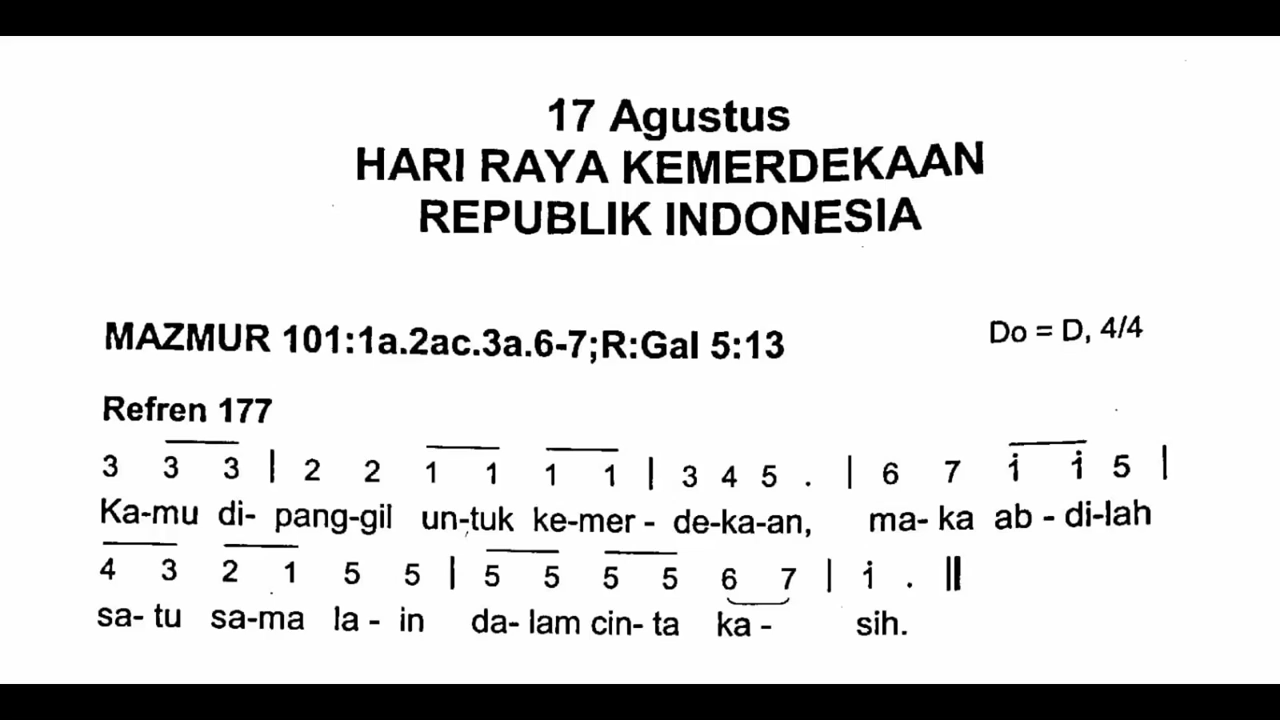 17 Agustus
HARI RAYA KEMERDEKAAN
REPUBLIK INDONESIA
MAZMUR 101:1a.2ac.3a.6-7;R:Gal 5:13
Do = D, 4/4
Refren 177
3 3 3 | 2 2 1 1 1 1 | 3 4 5 . | 6 7 i i 5 |
Ka-mu di- pang-gil un-tuk ke-mer - de-ka-an, ma- ka ab - di-lah
4 3 2 1 5 5 | 5 5 5 5 6 7 | i . ||
sa- tu sa-ma la - in da- lam cin- ta ka - sih.